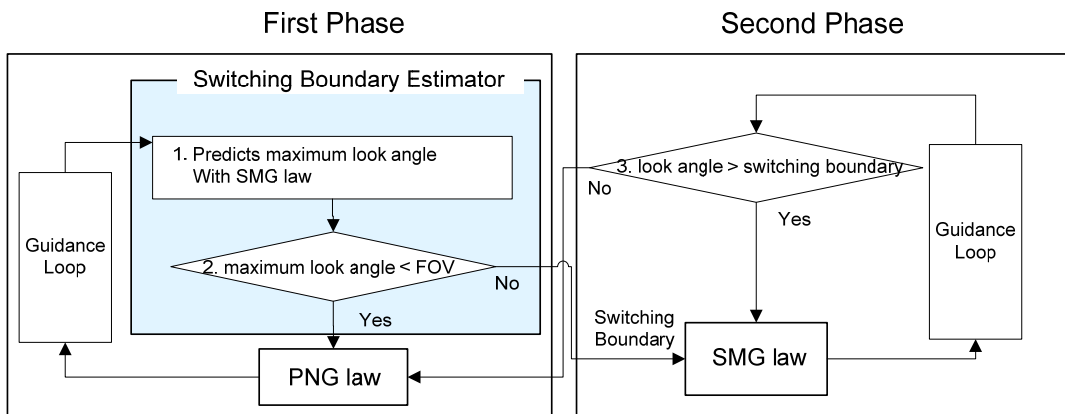 First Phase
Second Phase
Switching Boundary Estimator
1. Predicts maximum look angle
With SMG law
2. maximum look angle < FOV
No
Yes
Guidance
Loop
PNG law
3. look angle > switching boundary
No
Yes
Guidance
Loop
Switching
Boundary
SMG law